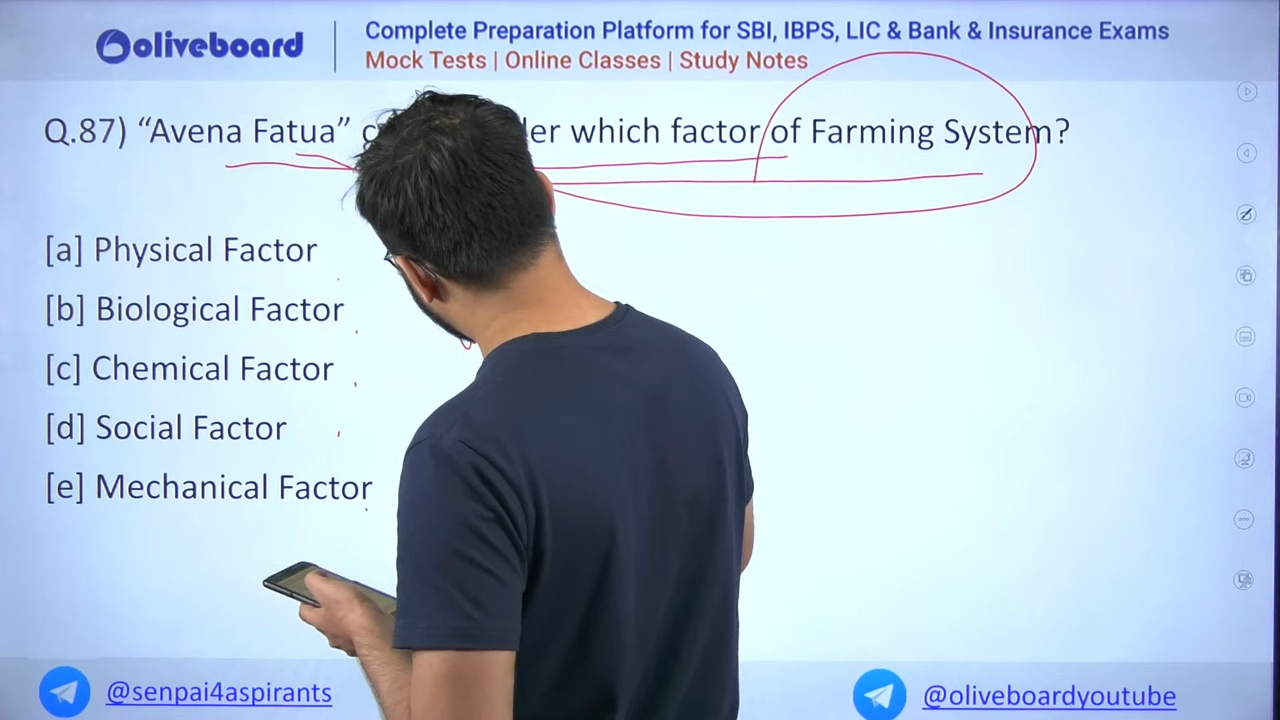 oliveboard
Complete Preparation Platform for SBI, IBPS, LIC & Bank & Insurance Exams
Mock Tests | Online Classes | Study Notes
Q.87) “Avena Fatua” which factor of Farming System?
[a] Physical Factor
[b] Biological Factor
[c] Chemical Factor
[d] Social Factor
[e] Mechanical Factor
@senpai4aspirants
@oliveboardyoutube